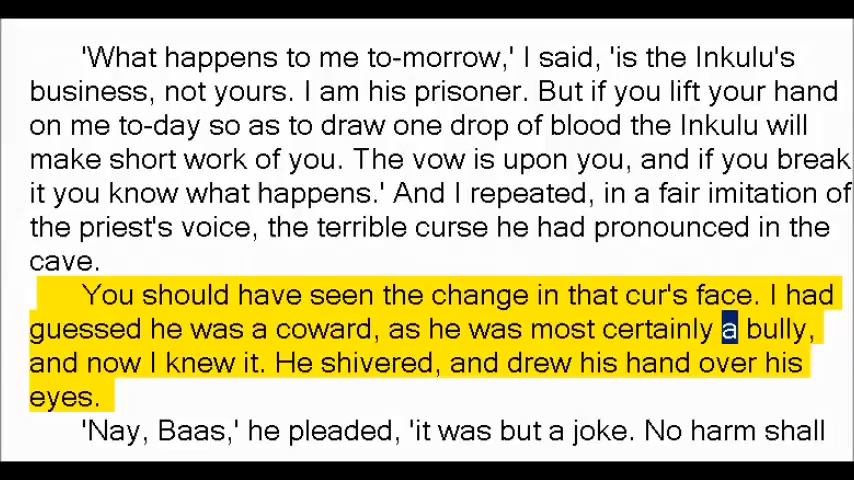 'What happens to me to-morrow,' I said, 'is the Inkulu's
business, not yours. I am his prisoner. But if you lift your hand
on me to-day so as to draw one drop of blood the Inkulu will
make short work of you. The vow is upon you, and if you break
it you know what happens.' And I repeated, in a fair imitation of
the priest's voice, the terrible curse he had pronounced in the
cave.
You should have seen the change in that cur's face. I had
guessed he was a coward, as he was most certainly a bully,
and now I knew it. He shivered, and drew his hand over his
eyes.
'Nay, Baas,' he pleaded, 'it was but a joke. No harm shall